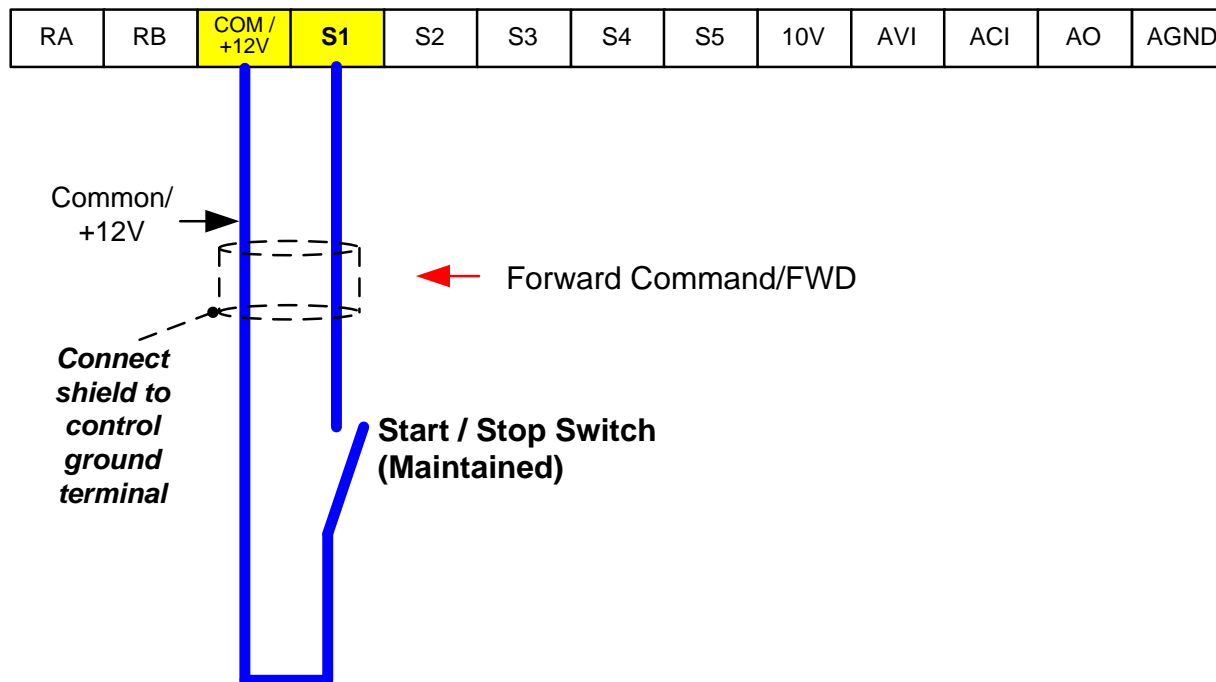 RA RB COM / +12V S1 S2 S3 S4 S5 10V AVI ACI AO AGND
Common/
+12V
Forward Command/FWD
Connect
shield to
control
ground
terminal
Start / Stop Switch
(Maintained)